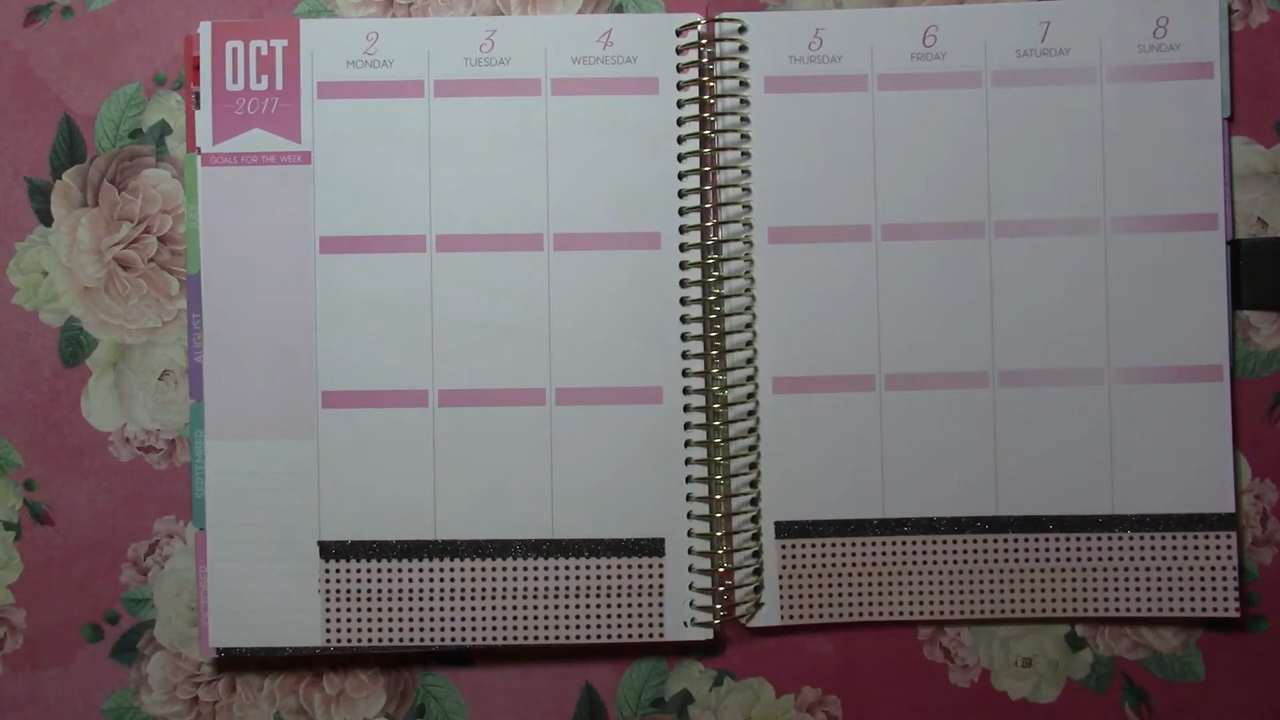 OCT
2017
GOALS FOR THE WEEK
2
MONDAY
3
TUESDAY
4
WEDNESDAY
5
THURSDAY
6
FRIDAY
7
SATURDAY
8
SUNDAY
AUGUST
SEPTEMBER